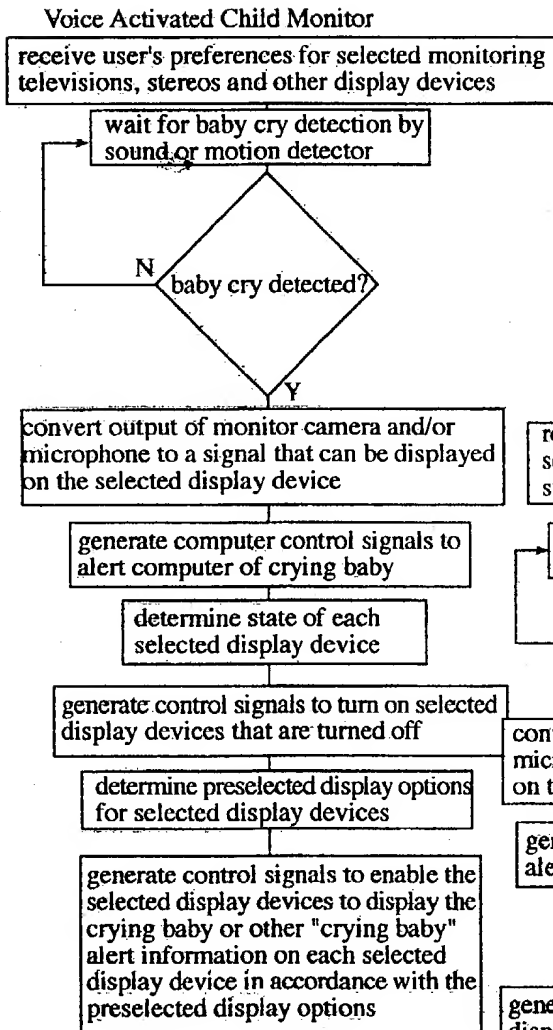 Voice Activated Child Monitor
receive user's preferences for selected monitoring
televisions, stereos and other display devices
wait for baby cry detection by
sound or motion detector
N
baby cry detected?
Y
convert output of monitor camera and/or
microphone to a signal that can be displayed
on the selected display device
generate computer control signals to
alert computer of crying baby
determine state of each
selected display device
generate control signals to turn on selected
display devices that are turned off
determine preselected display options
for selected display devices
generate control signals to enable the
selected display devices to display the
crying baby or other "crying baby"
alert information on each selected
display device in accordance with the
preselected display options
on t